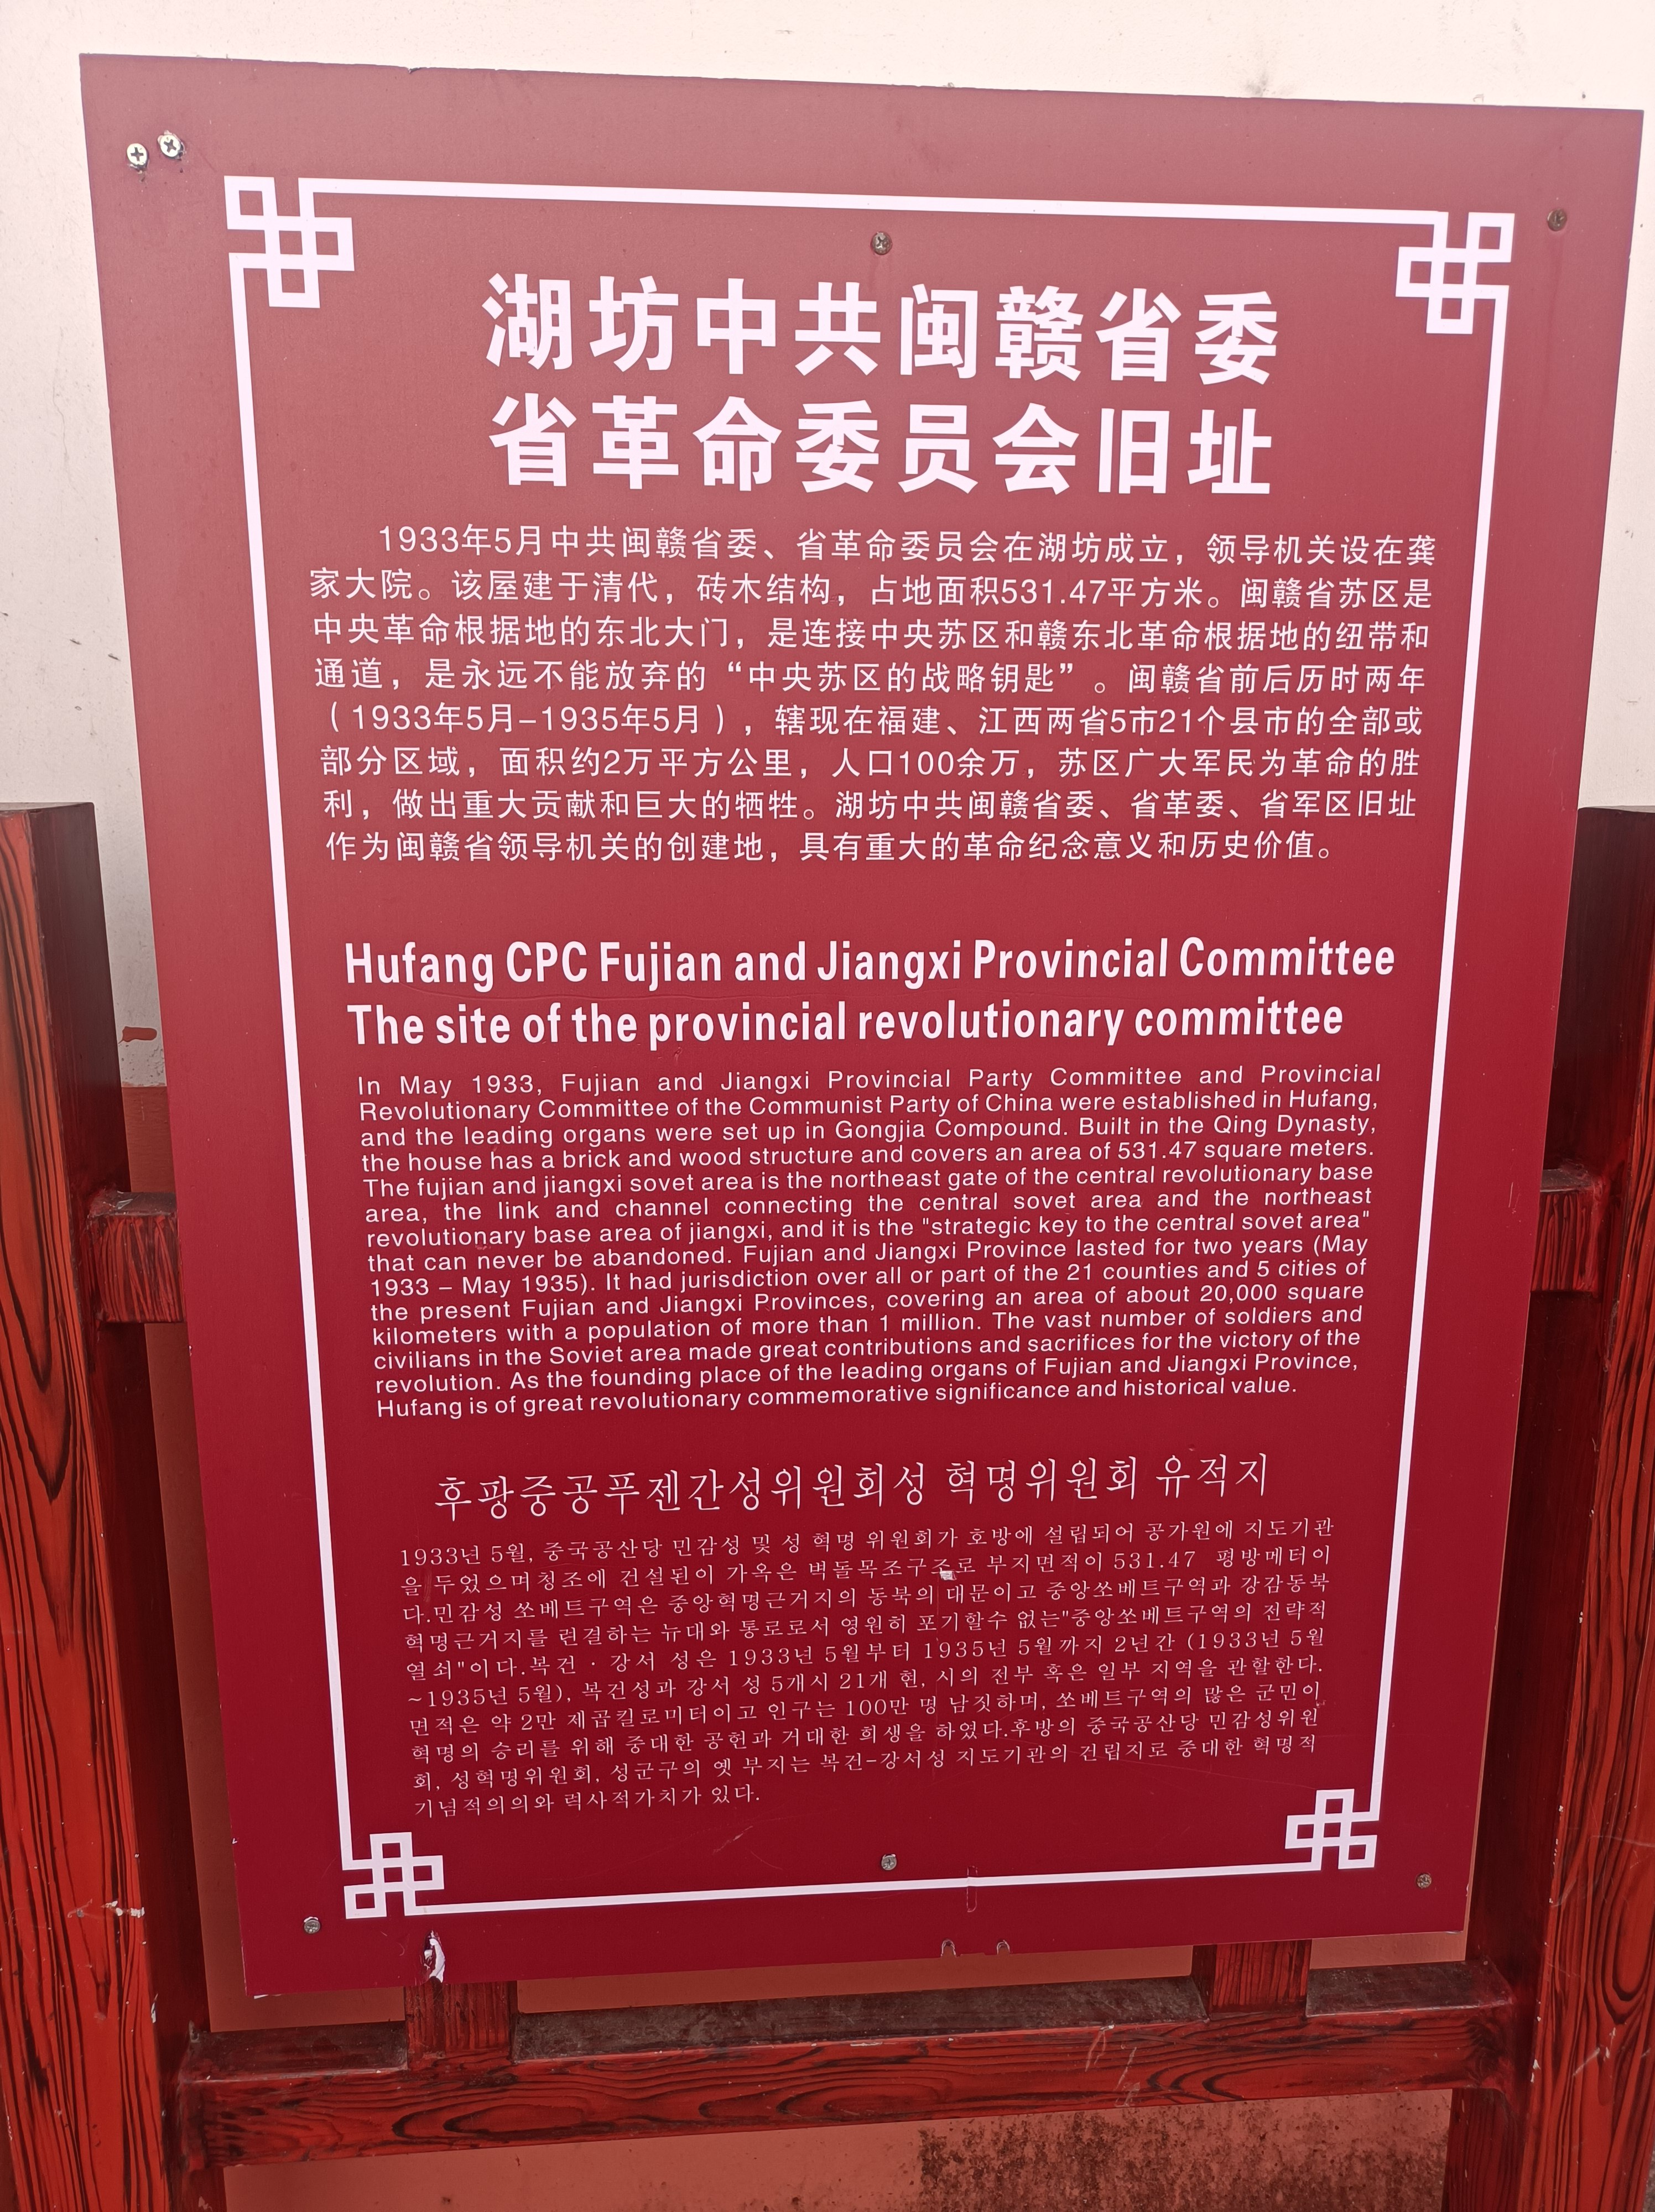 湖坊中共闽赣省委
省革命委员会旧址
1933年5月中共闽赣省委、省革命委员会在湖坊成立，领导机关设在龚
家大院。该屋建于清代，砖木结构，占地面积531.47平方米。闽赣省苏区是
中央革命根据地的东北大门，是连接中央苏区和赣东北革命根据地的纽带和
通道，是永远不能放弃的“中央苏区的战略钥匙”。闽赣省前后历时两年
（1933年5月–1935年5月），辖现在福建、江西两省5市21个县市的全部或
部分区域，面积约2万平方公里，人口100余万，苏区广大军民为革命的胜
利，做出重大贡献和巨大的牺牲。湖坊中共闽赣省委、省革委、省军区旧址
作为闽赣省领导机关的创建地，具有重大的革命纪念意义和历史价值。
Hufang CPC Fujian and Jiangxi Provincial Committee
The site of the provincial revolutionary committee
In May 1933, Fujian and Jiangxi Provincial Party Committee and Provincial
Revolutionary Committee of the Communist Party of China were established in Hufang,
and the leading organs were set up in Gongjia Compound. Built in the Qing Dynasty,
the house has a brick and wood structure and covers an area of 531.47 square meters.
The fujian and jiangxi sovet area is the northeast gate of the central revolutionary base
area, the link and channel connecting the central sovet area and the northeast
revolutionary base area of jiangxi, and it is the "strategic key to the central sovet area"
that can never be abandoned. Fujian and Jiangxi Province lasted for two years (May
1933 – May 1935). It had jurisdiction over all or part of the 21 counties and 5 cities of
the present Fujian and Jiangxi Provinces, covering an area of about 20,000 square
kilometers with a population of more than 1 million. The vast number of soldiers and
civilians in the Soviet area made great contributions and sacrifices for the victory of the
revolution. As the founding place of the leading organs of Fujian and Jiangxi Province,
Hufang is of great revolutionary commemorative significance and historical value.
후팡중공푸젠간성위원회성 혁명위원회 유적지
1933년 5월, 중국공산당 민감성 및 성 혁명 위원회가 호방에 설립되어 공가원에 지도기관
을 두었으며청조에 건설된이 가옥은 벽돌목조구조로 부지면적이 531.47 평방메터이
다.민감성 쏘베트구역은 중앙혁명근거지의 동북의 대문이고 중앙쏘베트구역과 강감동북
혁명근거지를 련결하는 뉴대와 통로로서 영원히 포기할수 없는"중앙쏘베트구역의 전략적
열쇠"이다.복건 · 강서 성은 1933년 5월부터 1935년 5월까지 2년간 (1933년 5월
~1935년 5월), 복건성과 강서 성 5개시 21개 현, 시의 전부 혹은 일부 지역을 관할한다.
면적은 약 2만 제곱킬로미터이고 인구는 100만 명 남짓하며, 쏘베트구역의 많은 군민이
혁명의 승리를 위해 중대한 공헌과 거대한 희생을 하였다.후방의 중국공산당 민감성위원
회, 성혁명위원회, 성군구의 옛 부지는 복건-강서성 지도기관의 건립지로 중대한 혁명적
기념적의의와 력사적가치가 있다.